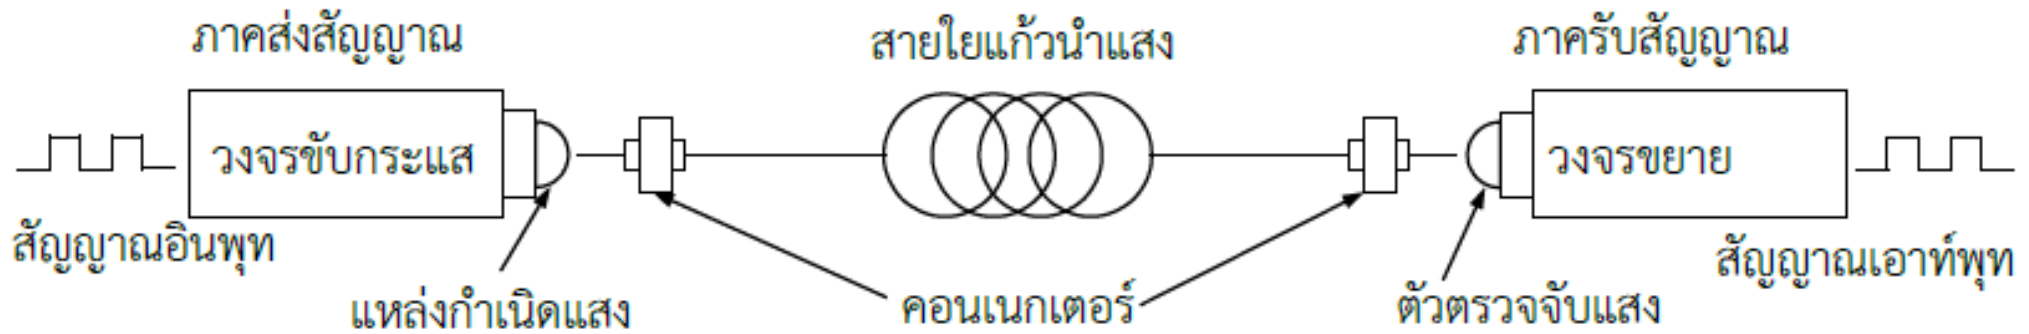 ภาคส่งสัญญาณ
สายใยแก้วนำแสง
ภาครับสัญญาณ
วงจรขับกระแส
วงจรขยาย
สัญญาณอินพุท
สัญญาณเอาท์พุท
แหล่งกำเนิดแสง
คอนเนกเตอร์
ตัวตรวจจับแสง